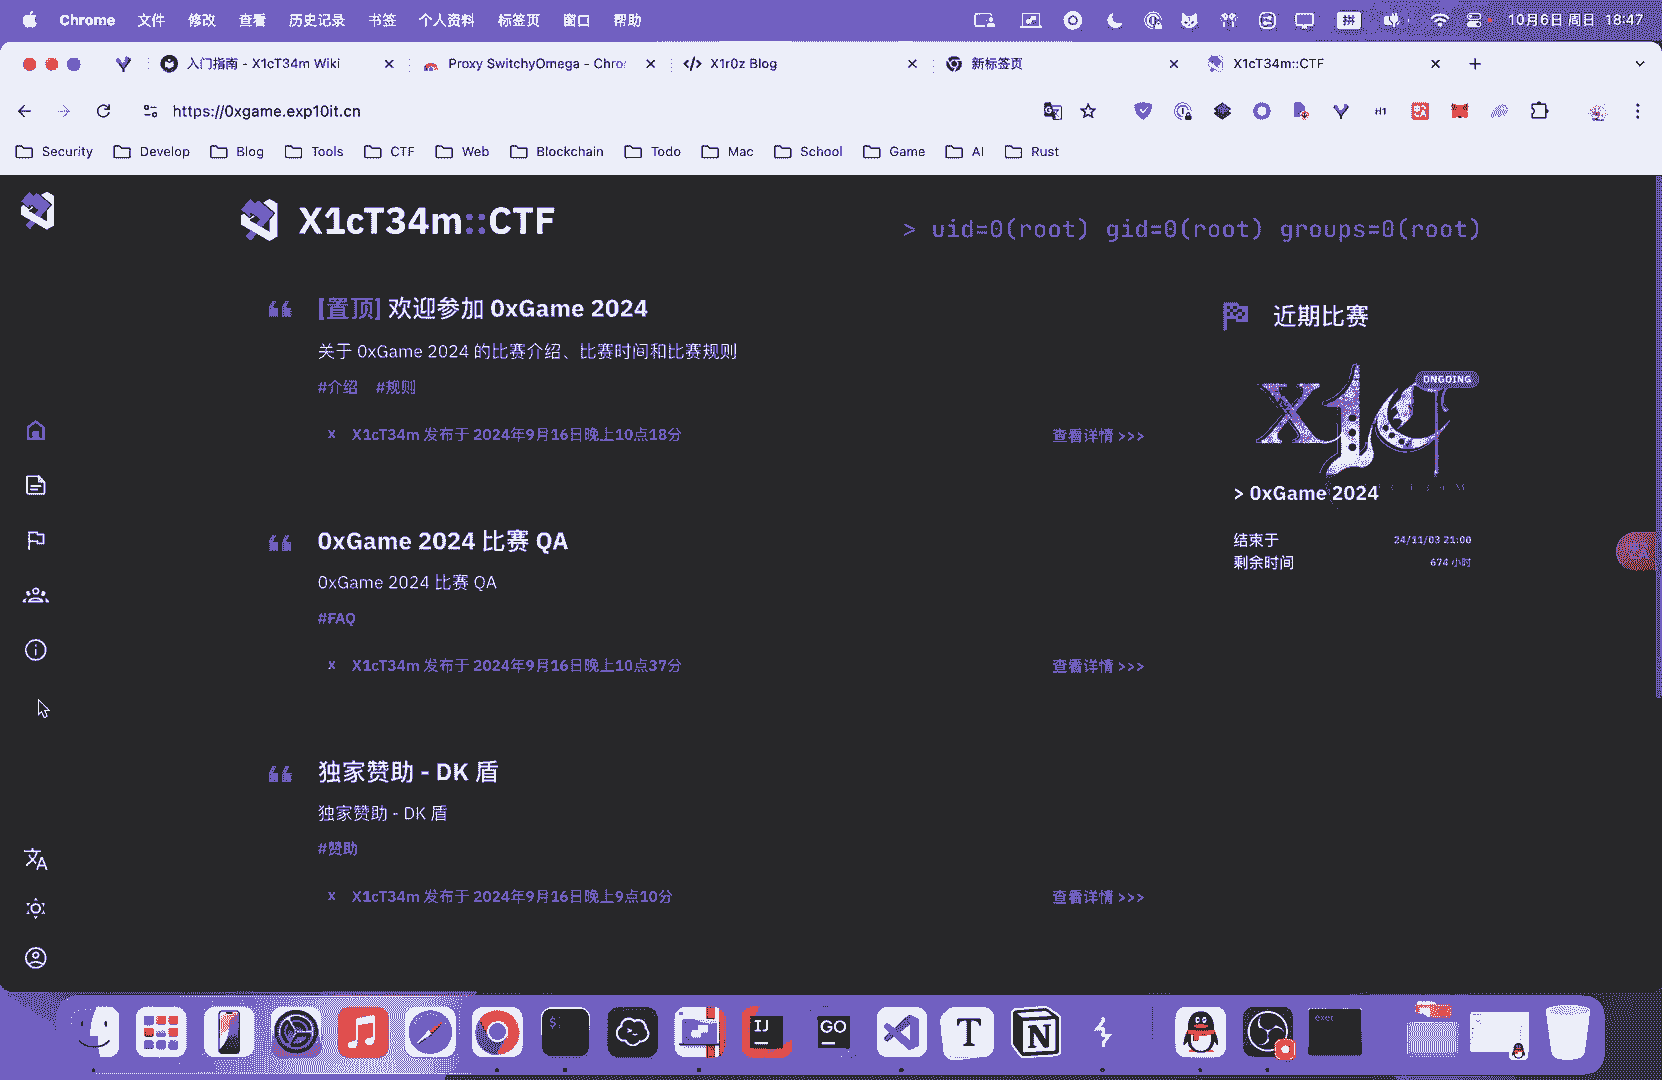 Chrome 文件 修改 查看 历史记录 书签 个人资料 标签页 窗口 帮助 拼 10月6日 周日 18:47
入门指南 - X1cT34m Wiki Proxy SwitchyOmega - Chro X1r0z Blog 新标签页 X1cT34m::CTF
https://0xgame.exp10it.cn
Security Develop Blog Tools CTF Web Blockchain Todo Mac School Game AI Rust
X1cT34m::CTF
> uid=0(root) gid=0(root) groups=0(root)
[置顶] 欢迎参加 0xGame 2024
关于 0xGame 2024 的比赛介绍、比赛时间和比赛规则
#介绍 #规则
X X1cT34m 发布于 2024年9月16日晚上10点18分 查看详情 >>>
0xGame 2024 比赛 QA
0xGame 2024 比赛 QA
#FAQ
X X1cT34m 发布于 2024年9月16日晚上10点37分 查看详情 >>>
独家赞助 - DK 盾
独家赞助 - DK 盾
#赞助
X X1cT34m 发布于 2024年9月16日晚上9点10分 查看详情 >>>
近期比赛
X1CT
ONGOING
> 0xGame 2024
结束于 24/11/03 21:00
剩余时间 674 小时
$
IJ
GO
T
N
exec